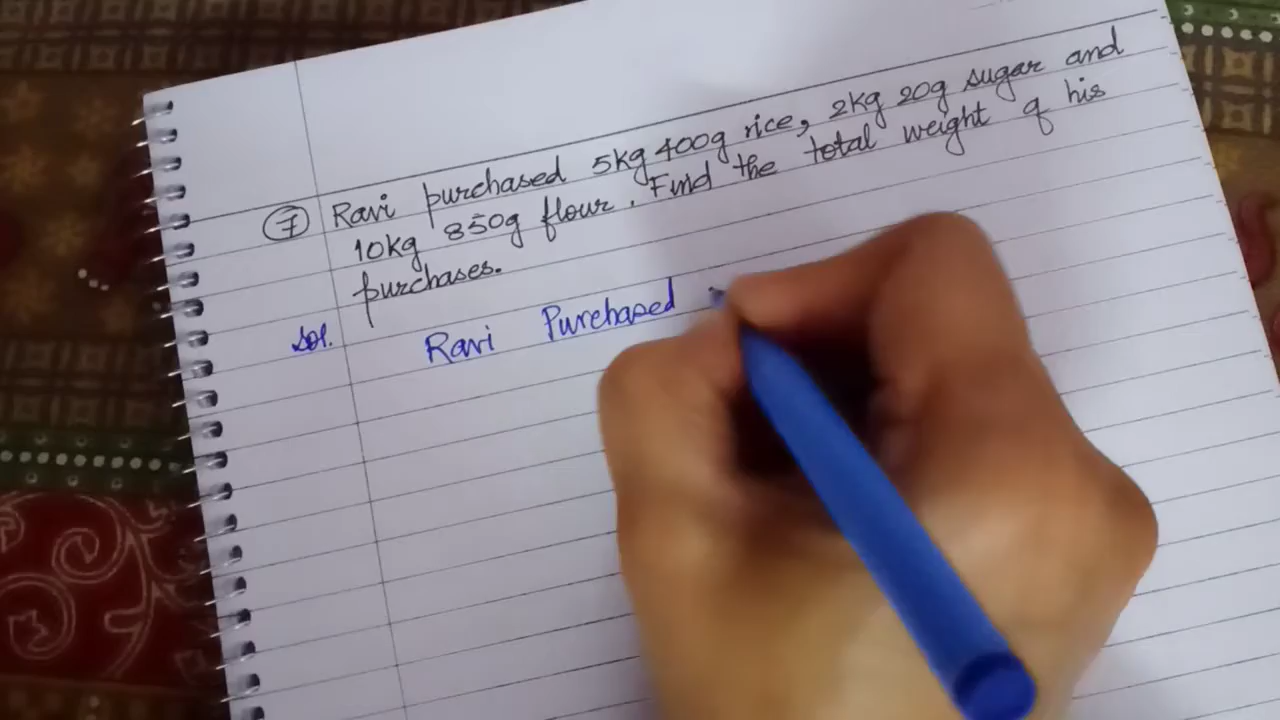 7 Ravi purchased 5kg 400g rice, 2kg 20g sugar and
10kg 850g flour. Find the total weight of his
purchases.
Sol. Ravi Purchased